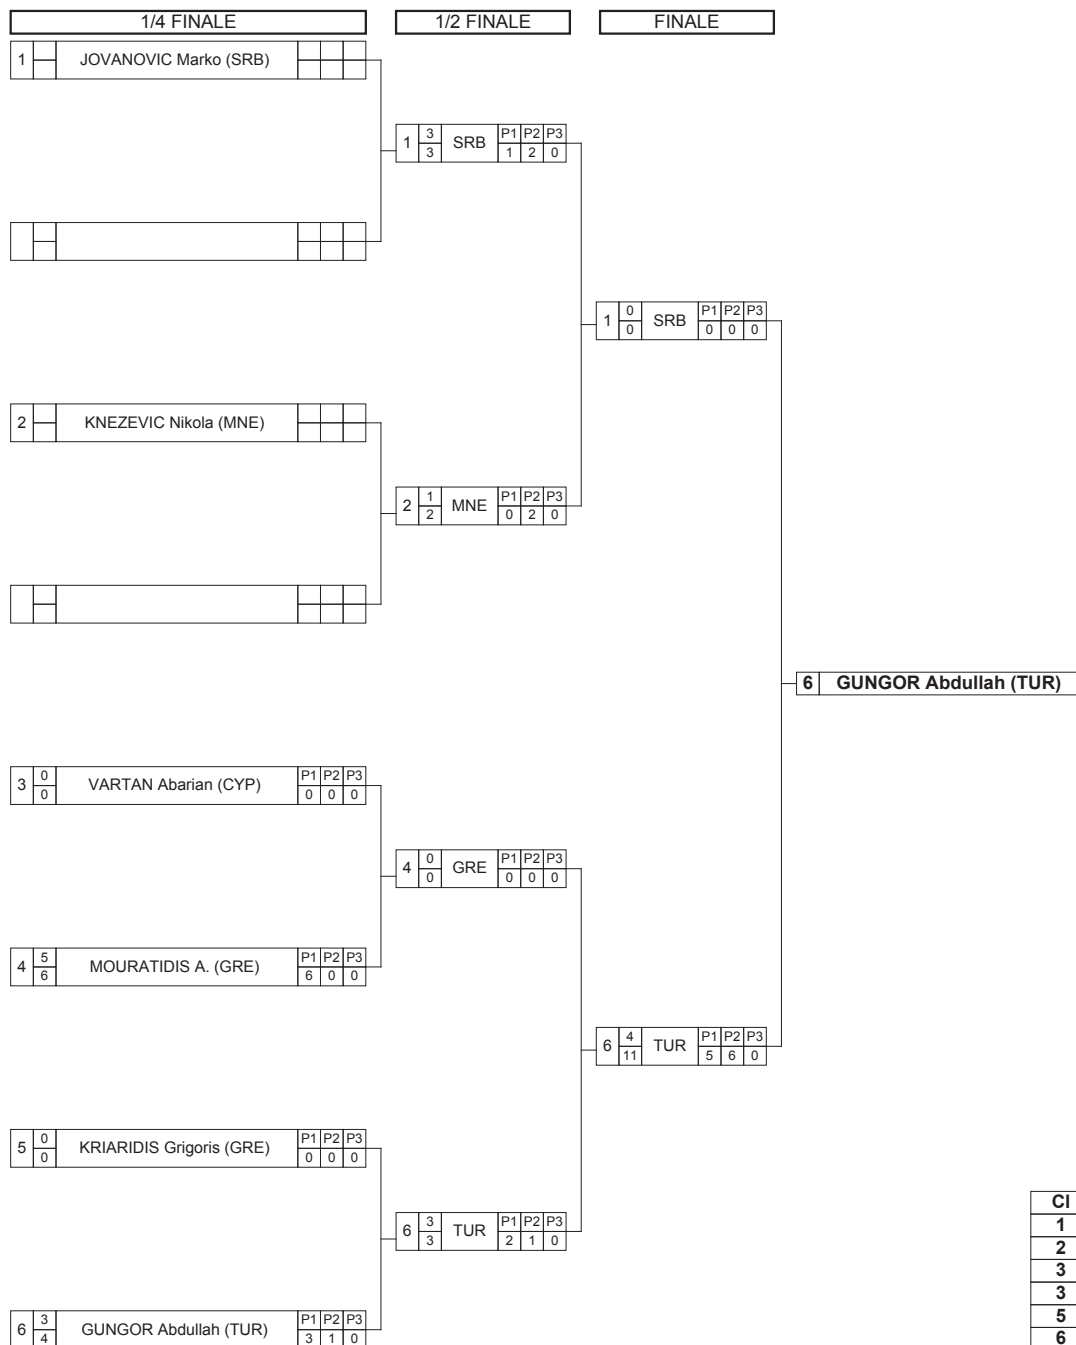 1/4 FINALE 1/2 FINALE FINALE
1 JOVANOVIC Marko (SRB)
1 3 3 SRB P1 P2 P3 1 2 0
1 0 0 SRB P1 P2 P3 0 0 0
2 KNEZEVIC Nikola (MNE)
2 1 2 MNE P1 P2 P3 0 2 0
6 GUNGOR Abdullah (TUR)
3 0 0 VARTAN Abarian (CYP) P1 P2 P3 0 0 0
4 0 0 GRE P1 P2 P3 0 0 0
4 5 6 MOURATIDIS A. (GRE) P1 P2 P3 6 0 0
6 4 11 TUR P1 P2 P3 5 6 0
5 0 0 KRIARIDIS Grigoris (GRE) P1 P2 P3 0 0 0
6 3 3 TUR P1 P2 P3 2 1 0
6 3 4 GUNGOR Abdullah (TUR) P1 P2 P3 3 1 0
Cl
1
2
3
3
5
6